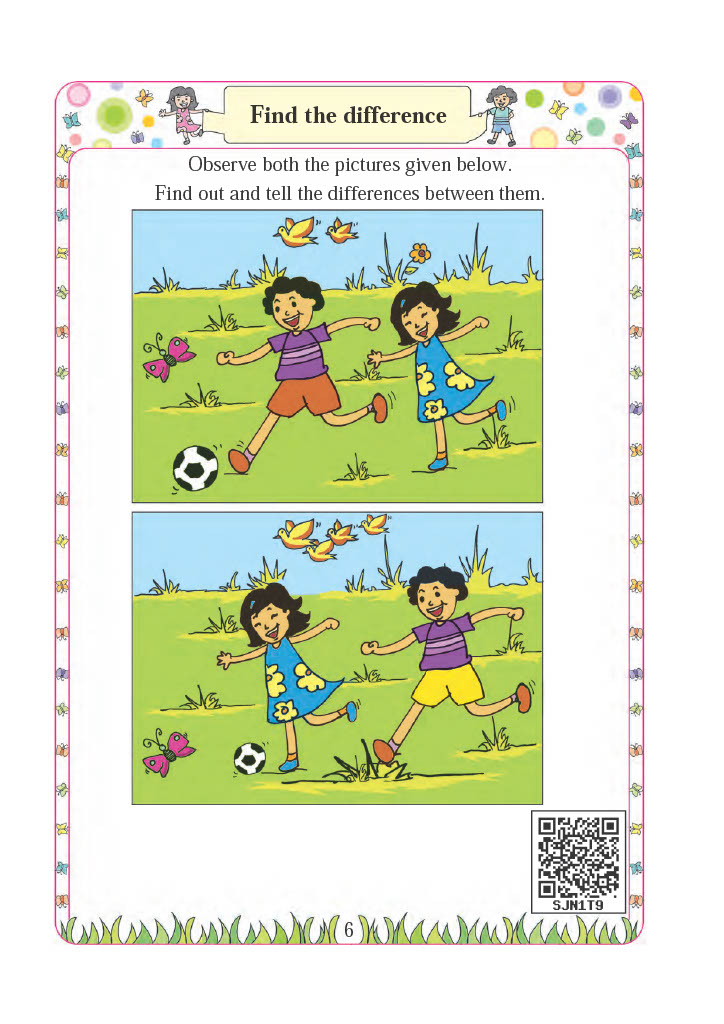 Find the difference
Observe both the pictures given below.
Find out and tell the differences between them.
SJN1T9
6